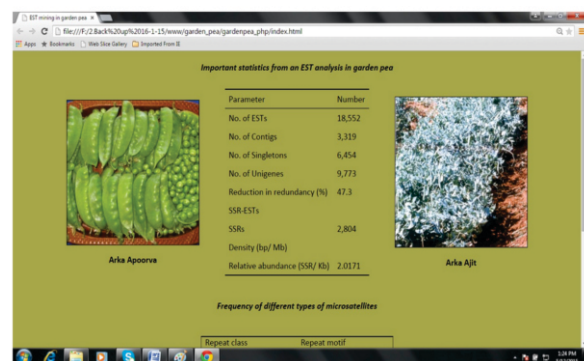 EST mining in garden pea
file:///F:/2.Back%20up%2016-1-15/www/garden_pea/gardenpea_php/index.html
Apps Bookmarks Web Slice Gallery Imported From IE
Important statistics from an EST analysis in garden pea
Parameter Number
No. of ESTs 18,552
No. of Contigs 3,319
No. of Singletons 6,454
No. of Unigenes 9,773
Reduction in redundancy (%) 47.3
SSR-ESTs
SSRs 2,804
Density (bp/ Mb)
Relative abundance (SSR/ Kb) 2.0171
Arka Apoorva
Arka Ajit
Frequency of different types of microsatellites
Repeat class Repeat motif
1:24 PM